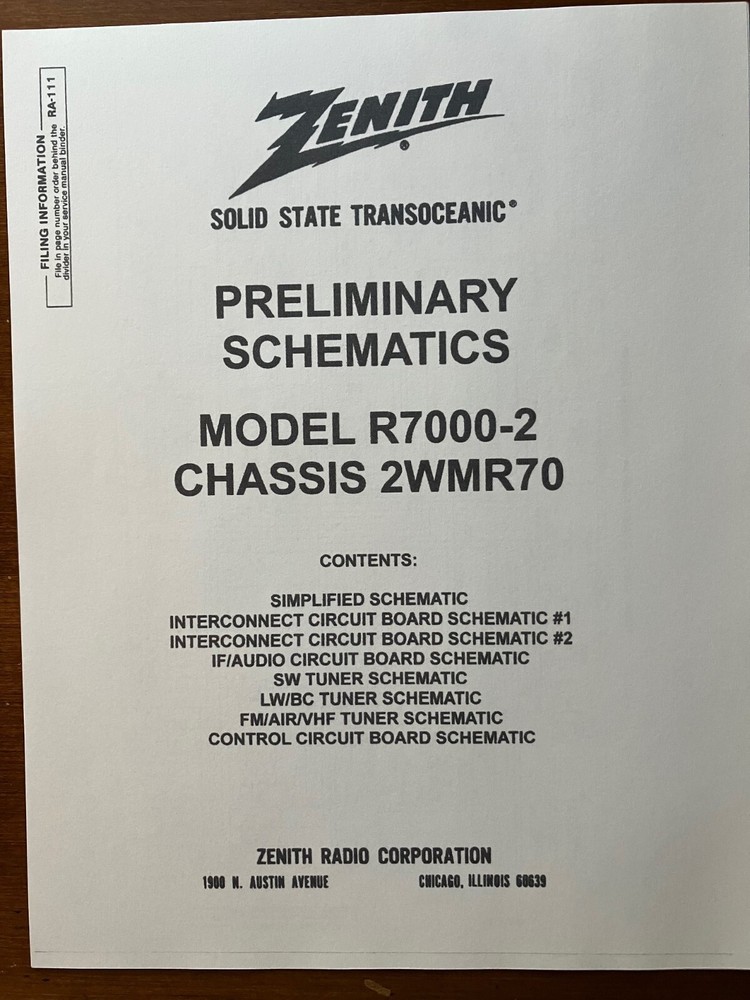 FILING INFORMATION
File in page number order behind the RA-111
divider in your service manual binder.
ZENITH®
SOLID STATE TRANSOCEANIC®
PRELIMINARY
SCHEMATICS
MODEL R7000-2
CHASSIS 2WMR70
CONTENTS:
SIMPLIFIED SCHEMATIC
INTERCONNECT CIRCUIT BOARD SCHEMATIC #1
INTERCONNECT CIRCUIT BOARD SCHEMATIC #2
IF/AUDIO CIRCUIT BOARD SCHEMATIC
SW TUNER SCHEMATIC
LW/BC TUNER SCHEMATIC
FM/AIR/VHF TUNER SCHEMATIC
CONTROL CIRCUIT BOARD SCHEMATIC
ZENITH RADIO CORPORATION
1900 N. AUSTIN AVENUE CHICAGO, ILLINOIS 60639